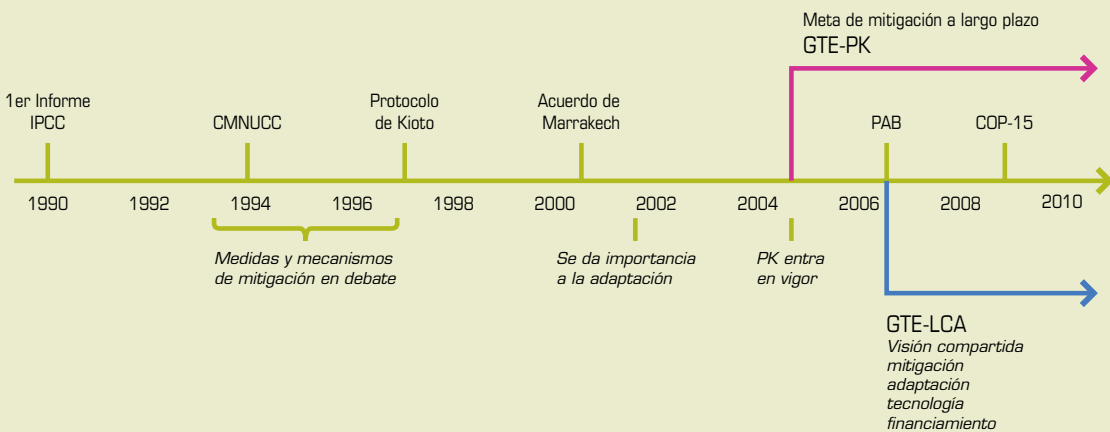 Meta de mitigación a largo plazo
GTE-PK
1er Informe
IPCC
CMNUCC
Protocolo
de Kioto
Acuerdo de
Marrakech
PAB
COP-15
1990
1992
1994
1996
1998
2000
2002
2004
2006
2008
2010
Medidas y mecanismos
de mitigación en debate
Se da importancia
a la adaptación
PK entra
en vigor
GTE-LCA
Visión compartida
mitigación
adaptación
tecnología
financiamiento